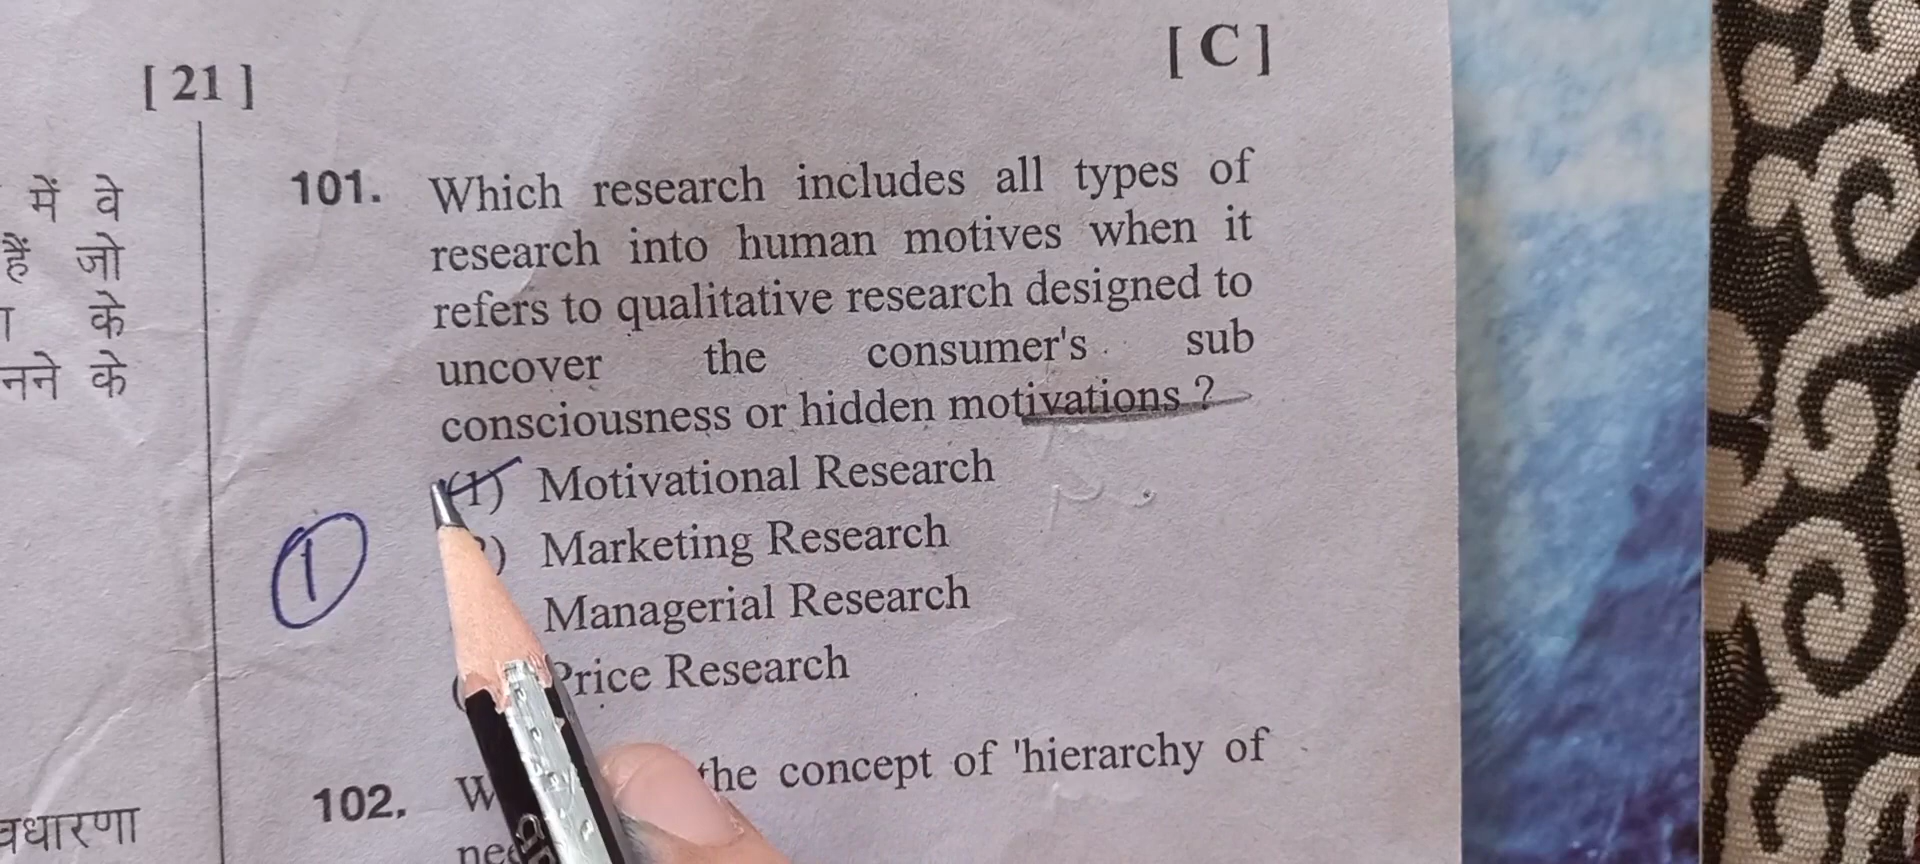 [ 21 ]
[ C ]
में वे
हैं जो
के
के
101. Which research includes all types of
research into human motives when it
refers to qualitative research designed to
uncover the consumer's sub
consciousness or hidden motivations ?
(1) Motivational Research
Marketing Research
Managerial Research
Price Research
1
102. the concept of 'hierarchy of